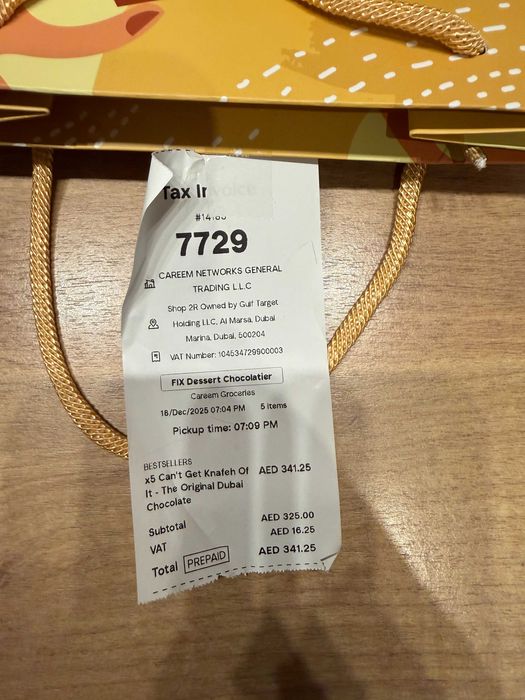 Tax Invoice
7729
CAREEM NETWORKS GENERAL
TRADING L.L.C
Shop 2R Owned by Gulf Target
Holding LLC, Al Marsa, Dubai
Marina, Dubai, 500204
VAT Number: 104534729900003
FIX Dessert Chocolatier
Careem Groceries
16/Dec/2025 07:04 PM 5 items
Pickup time: 07:09 PM
BESTSELLERS
x5 Can't Get Knafeh Of AED 341.25
It - The Original Dubai
Chocolate
Subtotal AED 325.00
VAT AED 16.25
Total PREPAID AED 341.25